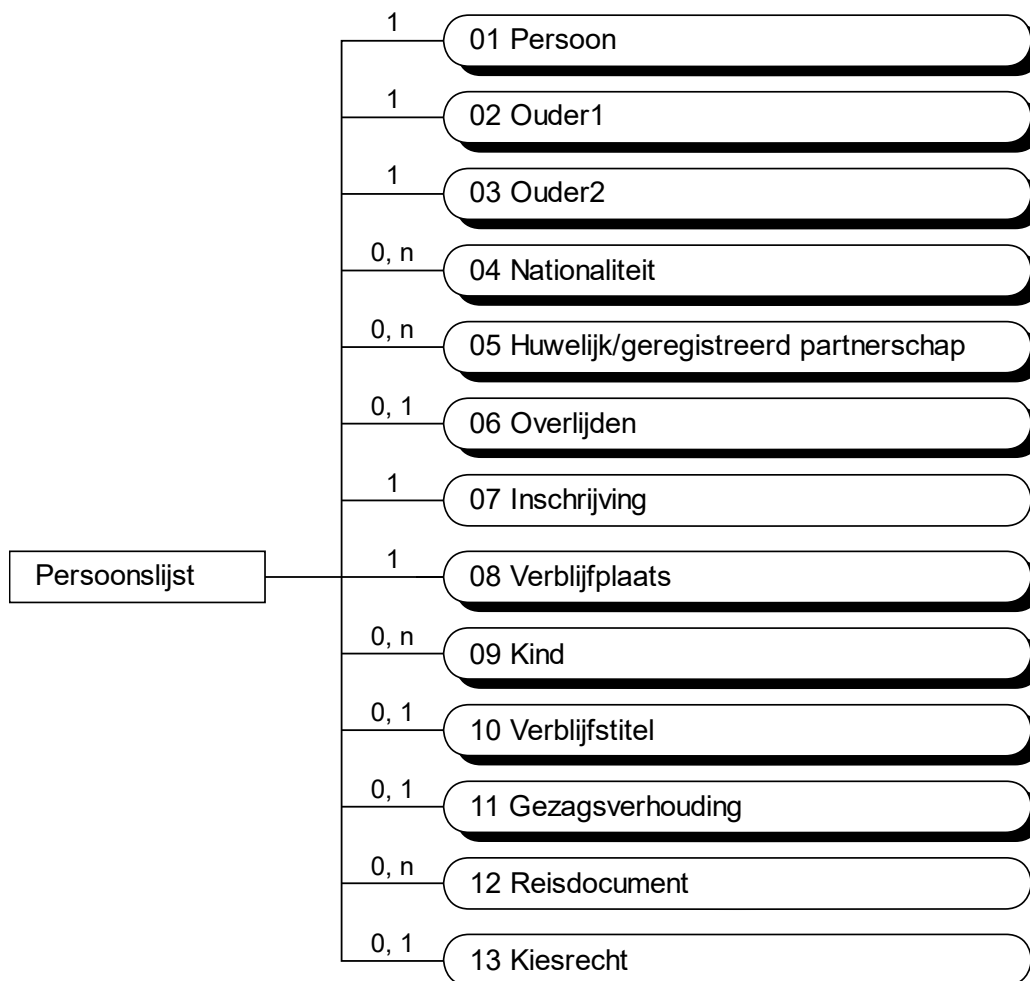 1
01 Persoon
1
02 Ouder1
1
03 Ouder2
0, n
04 Nationaliteit
0, n
05 Huwelijk/geregistreerd partnerschap
0, 1
06 Overlijden
1
07 Inschrijving
Persoonslijst
1
08 Verblijfplaats
0, n
09 Kind
0, 1
10 Verblijfstitel
0, 1
11 Gezagsverhouding
0, n
12 Reisdocument
0, 1
13 Kiesrecht